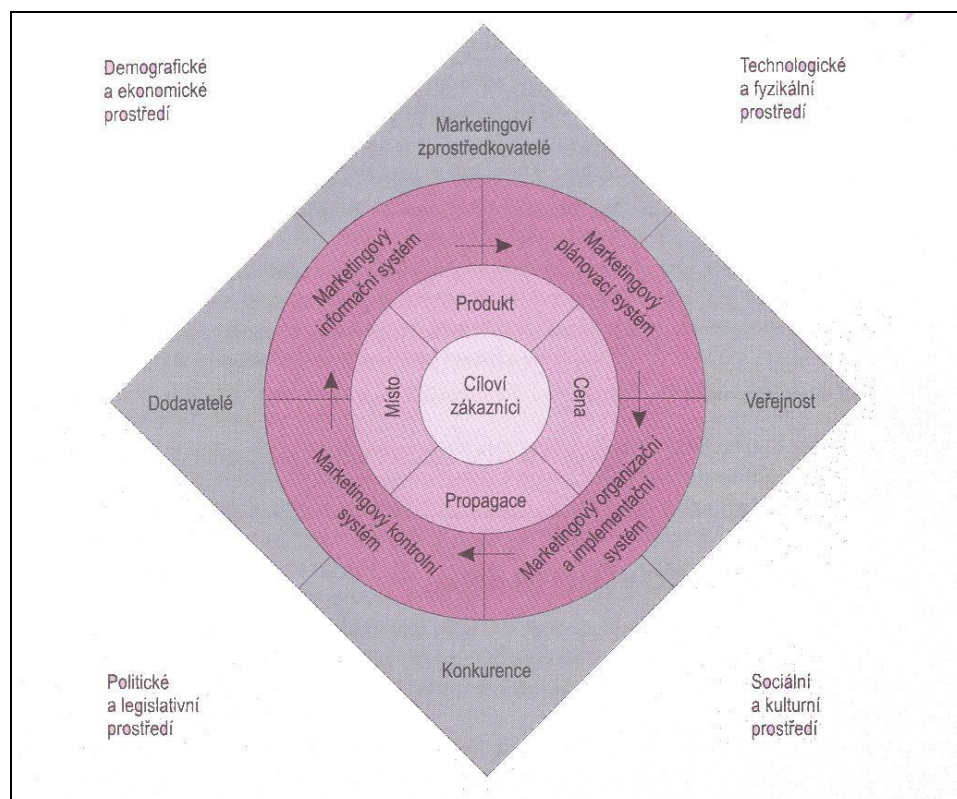 Demografické
a ekonomické
prostředí
Technologické
a fyzikální
prostředí
Marketingoví
zprostředkovatelé
Marketingový
informační systém
Marketingový
plánovací systém
Produkt
Dodavatelé
Místo
Cíloví
zákazníci
Cena
Veřejnost
Propagace
Marketingový kontrolní
systém
Marketingový organizační
a implementační
systém
Konkurence
Politické
a legislativní
prostředí
Sociální
a kulturní
prostředí